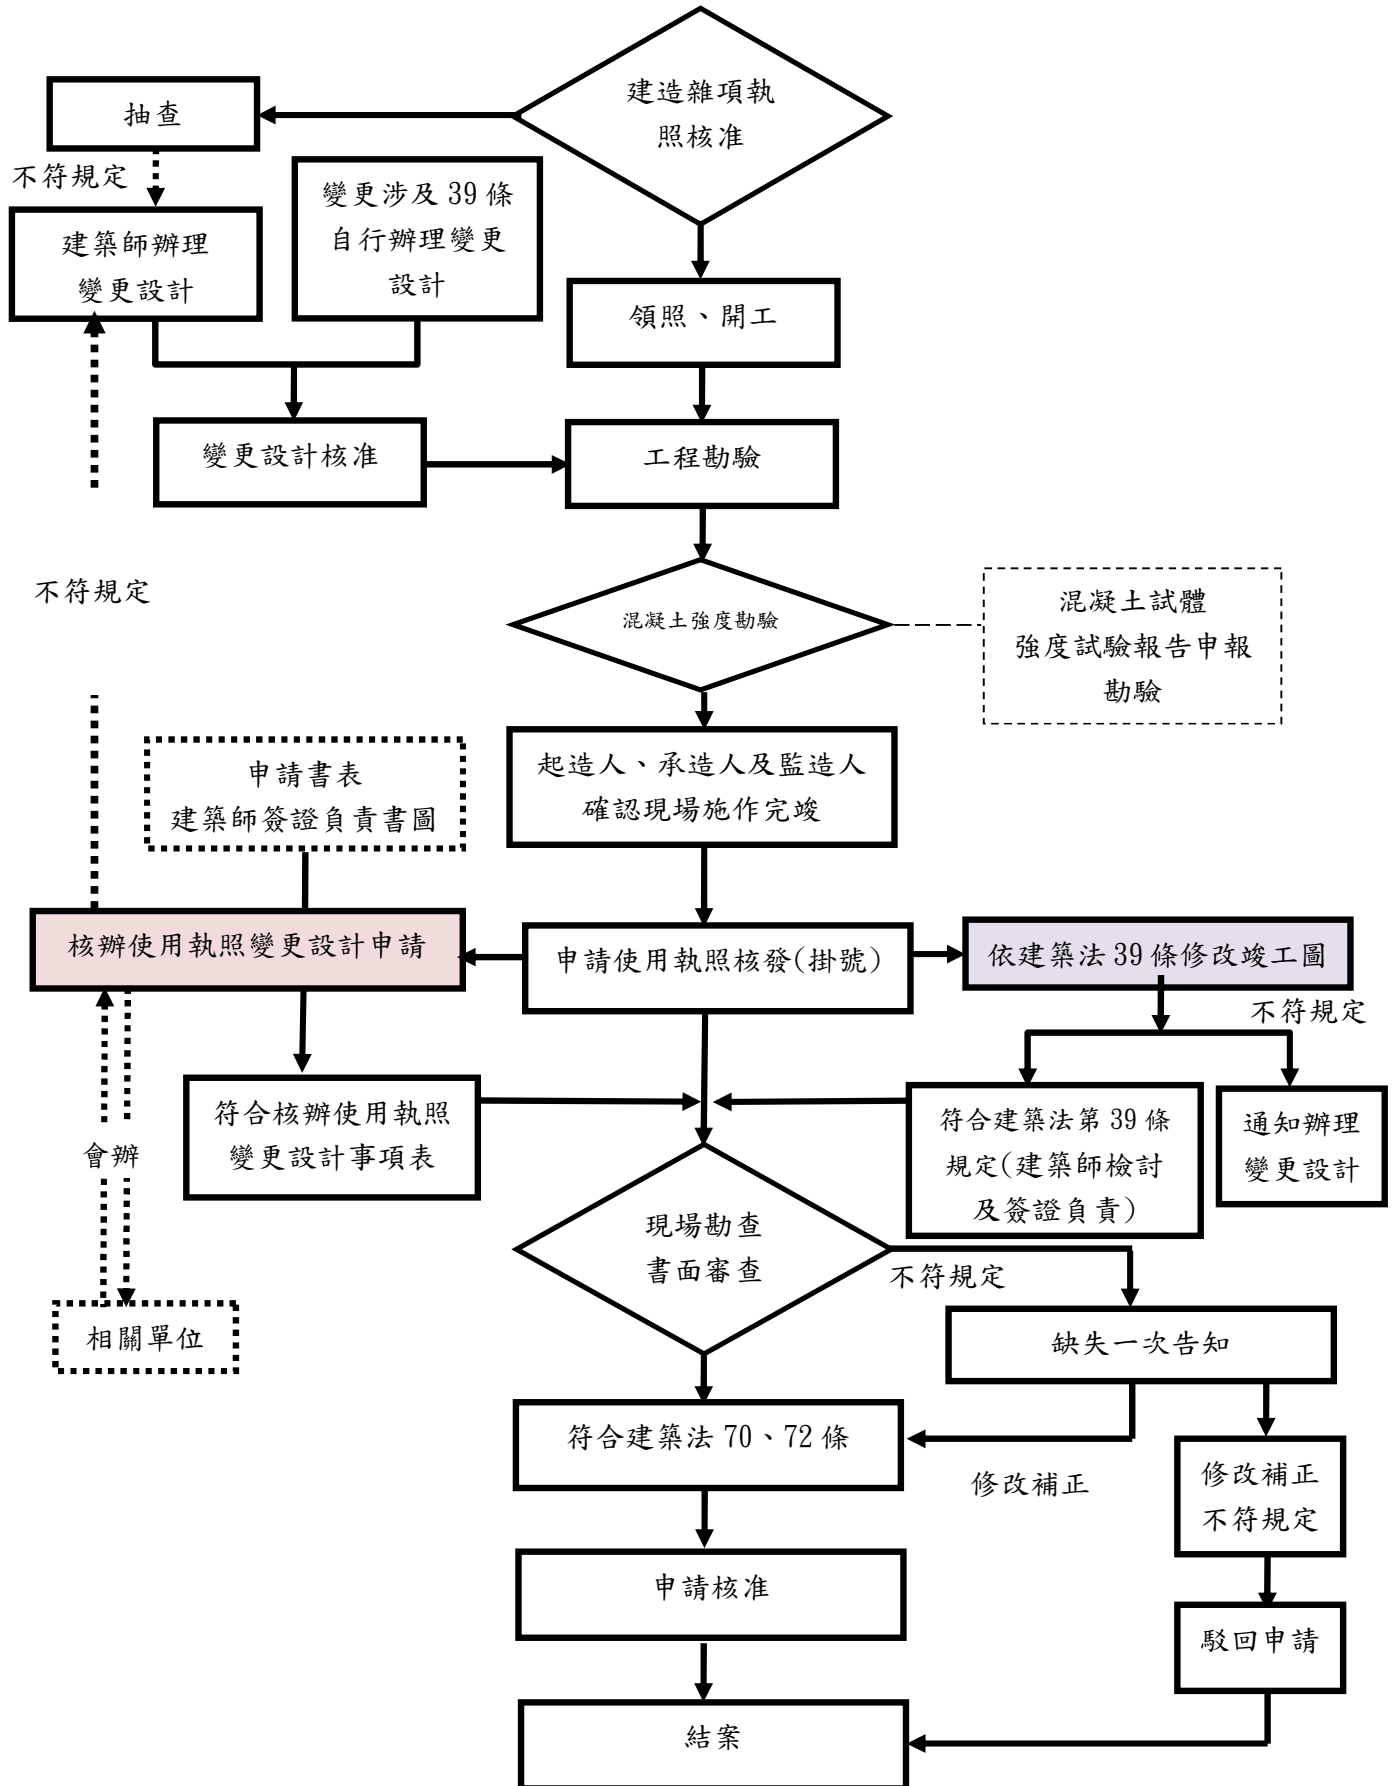 建造雜項執
照核准
抽查
不符規定
變更涉及 39 條
自行辦理變更
設計
建築師辦理
變更設計
領照、開工
變更設計核准
工程勘驗
不符規定
混凝土強度勘驗
混凝土試體
強度試驗報告申報
勘驗
申請書表
建築師簽證負責書圖
起造人、承造人及監造人
確認現場施作完竣
核辦使用執照變更設計申請
申請使用執照核發(掛號)
依建築法 39 條修改竣工圖
不符規定
符合核辦使用執照
變更設計事項表
符合建築法第 39 條
規定(建築師檢討
及簽證負責)
通知辦理
變更設計
會辦
現場勘查
書面審查
不符規定
相關單位
缺失一次告知
符合建築法 70、72 條
修改補正
修改補正
不符規定
申請核准
駁回申請
結案